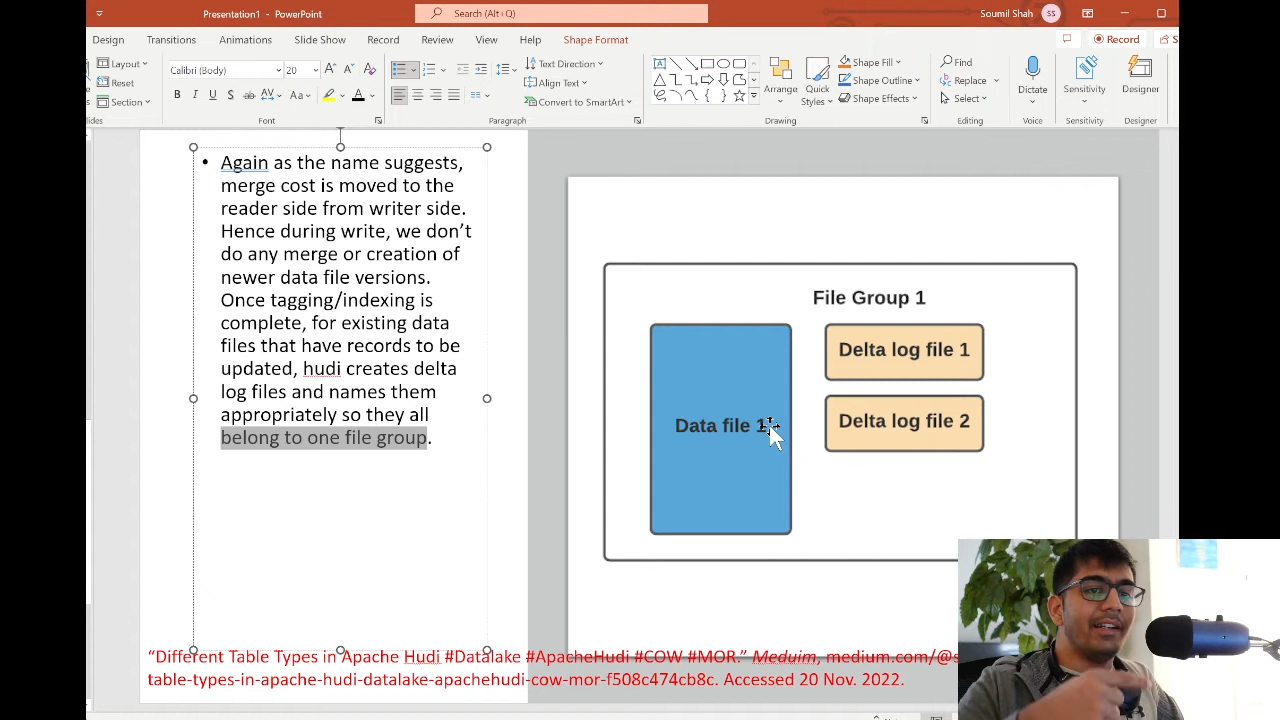 Presentation1 - PowerPoint
Search (Alt+Q)
Soumil Shah
SS
Design Transitions Animations Slide Show Record Review View Help Shape Format
Record
S
Layout
Reset
Section
Calibri (Body) 20
B I U S ab AV Aa A
Text Direction
Align Text
Convert to SmartArt
Arrange
Quick
Styles
Shape Fill
Shape Outline
Shape Effects
Find
Replace
Select
Dictate
Sensitivity
Designer
lides Font Paragraph Drawing Editing Voice Sensitivity Designer
• Again as the name suggests,
merge cost is moved to the
reader side from writer side.
Hence during write, we don’t
do any merge or creation of
newer data file versions.
Once tagging/indexing is
complete, for existing data
files that have records to be
updated, hudi creates delta
log files and names them
appropriately so they all
belong to one file group.
File Group 1
Data file 1
Delta log file 1
Delta log file 2
“Different Table Types in Apache Hudi #Datalake #ApacheHudi #COW #MOR.” Meduim, medium.com/@s
table-types-in-apache-hudi-datalake-apachehudi-cow-mor-f508c474cb8c. Accessed 20 Nov. 2022.